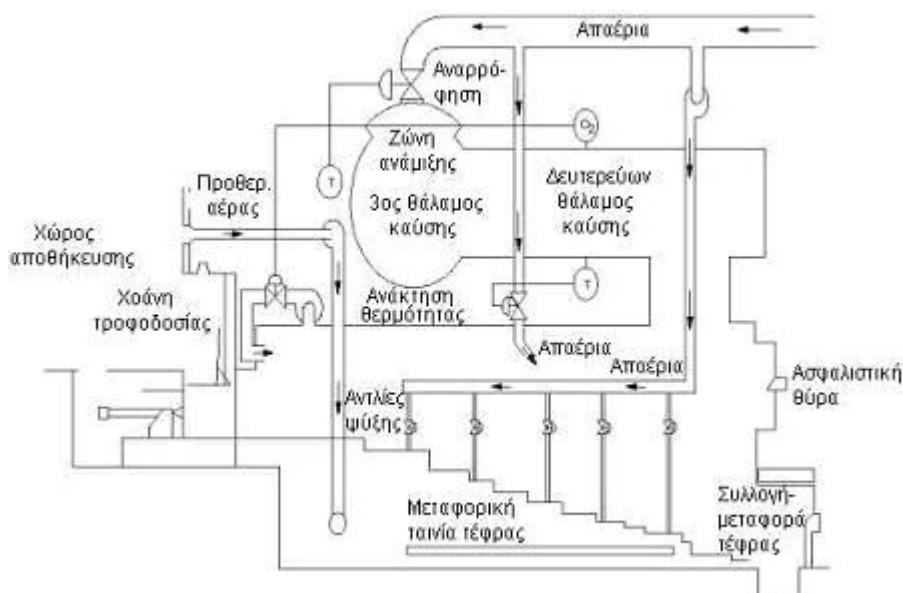 Απαέρια
Αναρρό-
φηση
Ζώνη
ανάμιξης
O2
T
Προθερ.
αέρας
3ος θάλαμος
καύσης
Δευτερεύων
θάλαμος
καύσης
Χώρος
αποθήκευσης
Χοάνη
τροφοδοσίας
Ανάκτηση
θερμότητας
T
Απαέρια
Απαέρια
Ασφαλιστική
θύρα
Αντλίες
ψύξης
Μεταφορική
ταινία τέφρας
Συλλογή-
μεταφορά
τέφρας